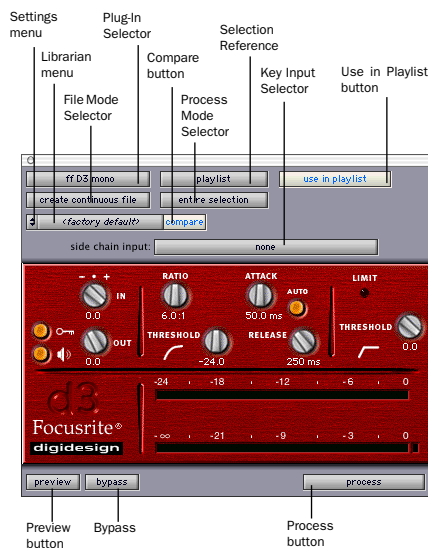 Settings menu
Plug-In Selector
Selection Reference
Librarian menu
Compare button
Key Input Selector
Use in Playlist button
File Mode Selector
Process Mode Selector
ff D3 mono
playlist
use in playlist
create continuous file
entire selection
<factory default>
compare
side chain input:
none
- • +
RATIO
ATTACK
LIMIT
IN
AUTO
0.0
6.0:1
50.0 ms
OUT
THRESHOLD
RELEASE
THRESHOLD
0.0
0.0
-24.0
250 ms
d3
-24 -18 -12 -6 0
Focusrite®
digidesign
-∞ -21 -9 -3 0
preview
bypass
process
Preview button
Bypass
Process button